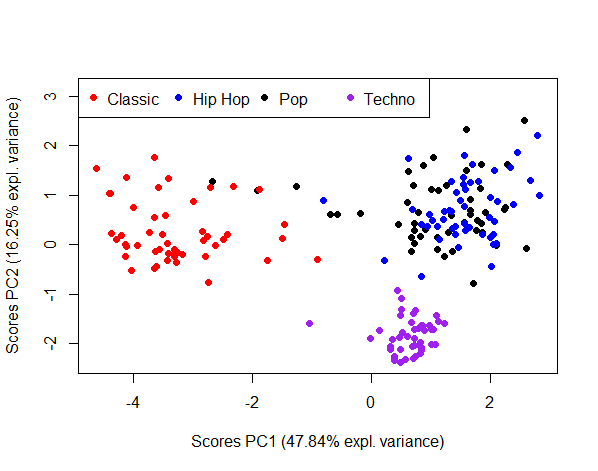 Classic Hip Hop Pop Techno
3
2
1
0
-1
-2
Scores PC2 (16.25% expl. variance)
-4 -2 0 2
Scores PC1 (47.84% expl. variance)